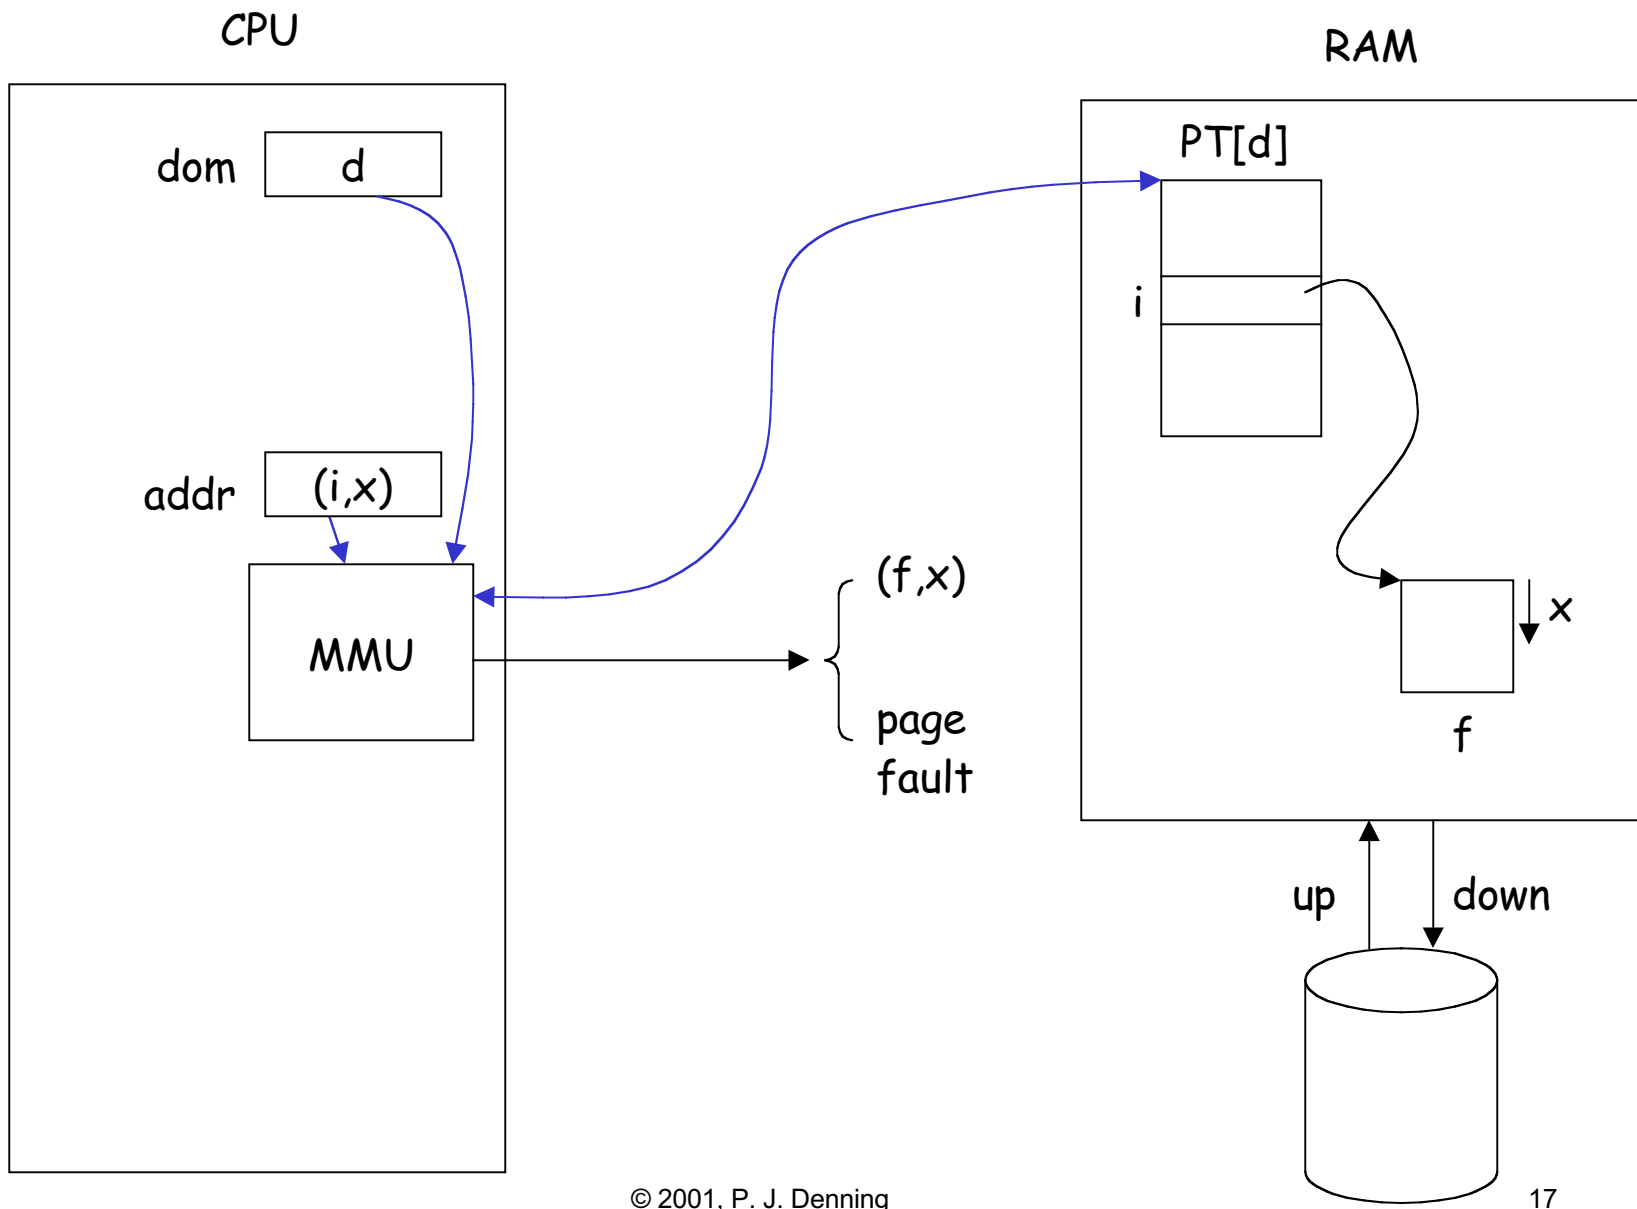 CPU
RAM
dom
d
PT[d]
i
addr
(i,x)
MMU
(f,x)
page
fault
x
f
up
down
© 2001, P. J. Denning
17